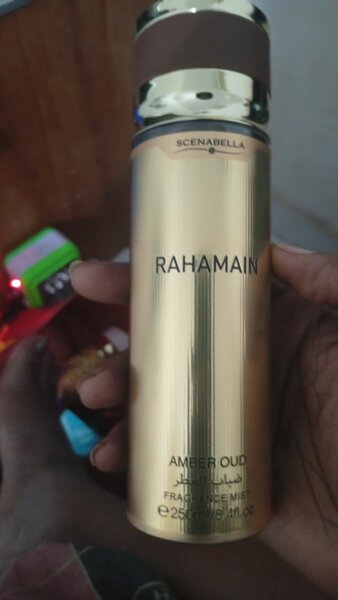 SCENABELLA
RAHAMAIN
AMBER OUD
ضباب العطر
FRAGRANCE MIST
℮250ml/8.4fl.oz.